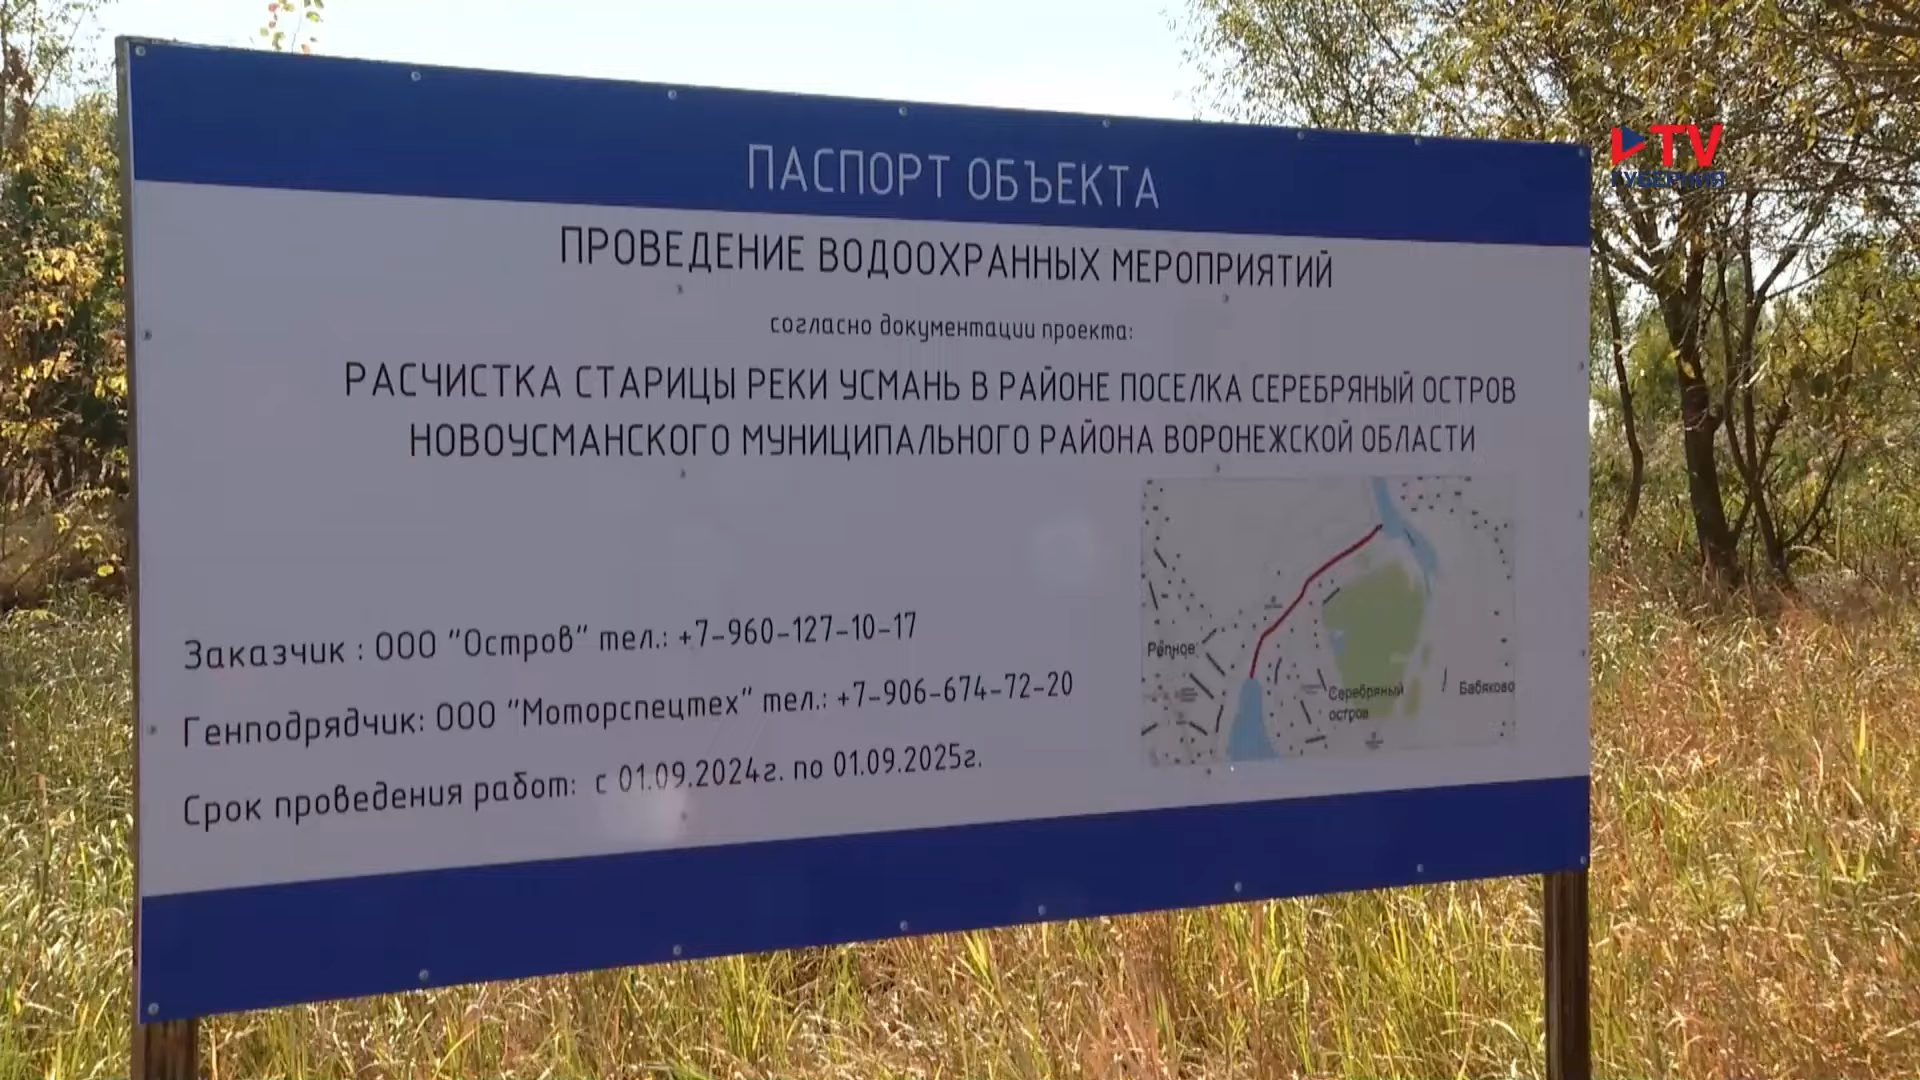 ПАСПОРТ ОБЪЕКТА
TV
ГУБЕРНИЯ
ПРОВЕДЕНИЕ ВОДООХРАННЫХ МЕРОПРИЯТИЙ
согласно документации проекта:
РАСЧИСТКА СТАРИЦЫ РЕКИ УСМАНЬ В РАЙОНЕ ПОСЕЛКА СЕРЕБРЯНЫЙ ОСТРОВ
НОВОУСМАНСКОГО МУНИЦИПАЛЬНОГО РАЙОНА ВОРОНЕЖСКОЙ ОБЛАСТИ
Заказчик : ООО "Остров" тел.: +7-960-127-10-17
Генподрядчик: ООО "Моторспецтех" тел.: +7-906-674-72-20
Срок проведения работ: с 01.09.2024г. по 01.09.2025г.
Репное
Серебряный
остров
Бабяково